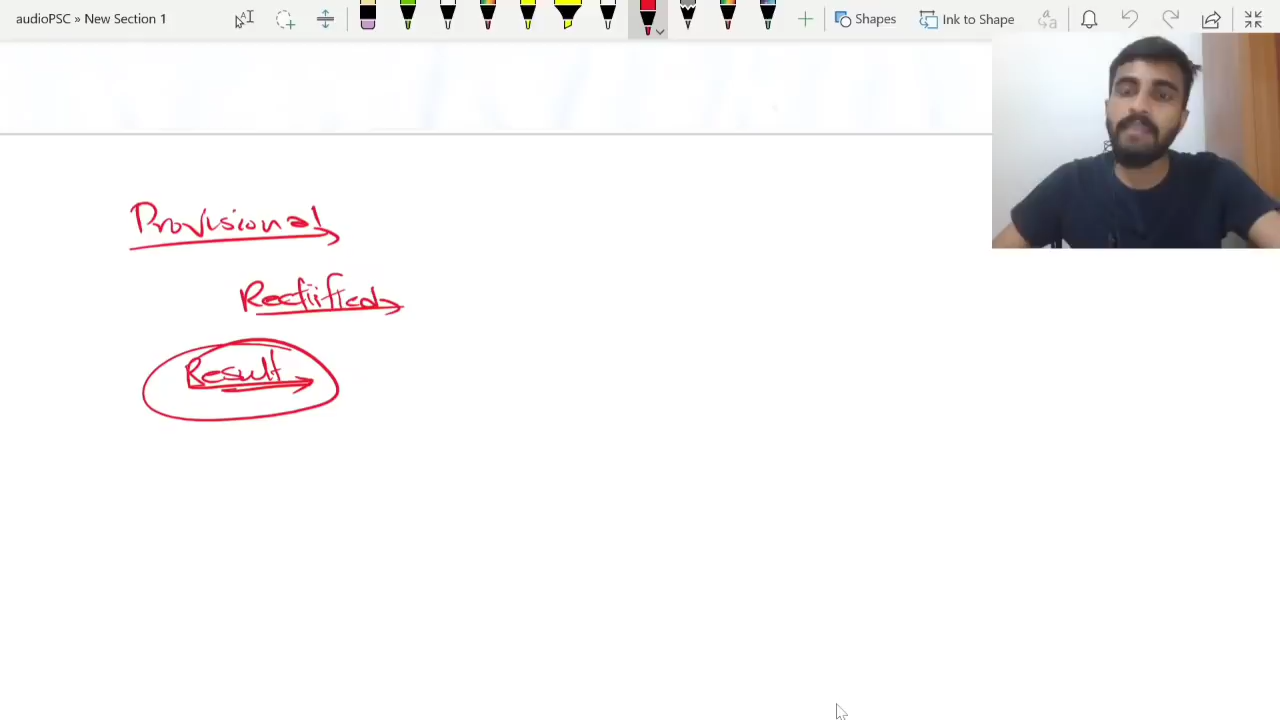 audioPSC » New Section 1
Shapes
Ink to Shape
Provisional
Rectified
Result